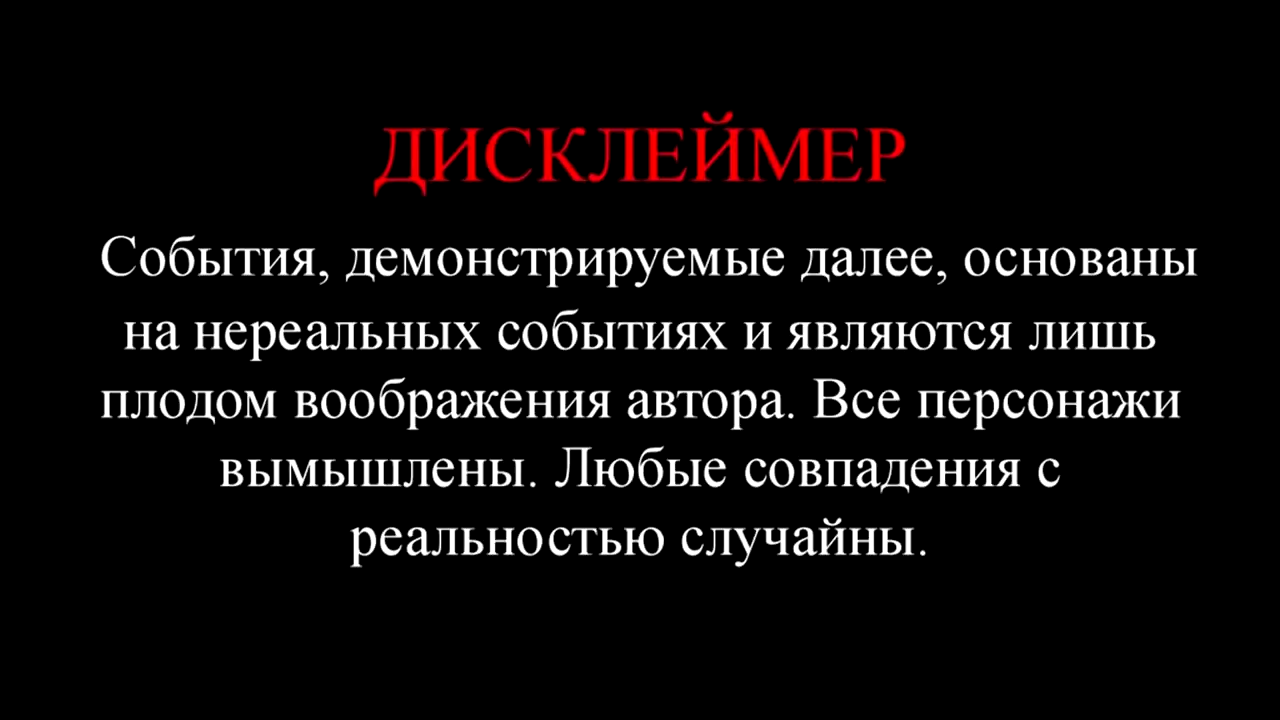 ДИСКЛЕЙМЕР
События, демонстрируемые далее, основаны
на нереальных событиях и являются лишь
плодом воображения автора. Все персонажи
вымышлены. Любые совпадения с
реальностью случайны.